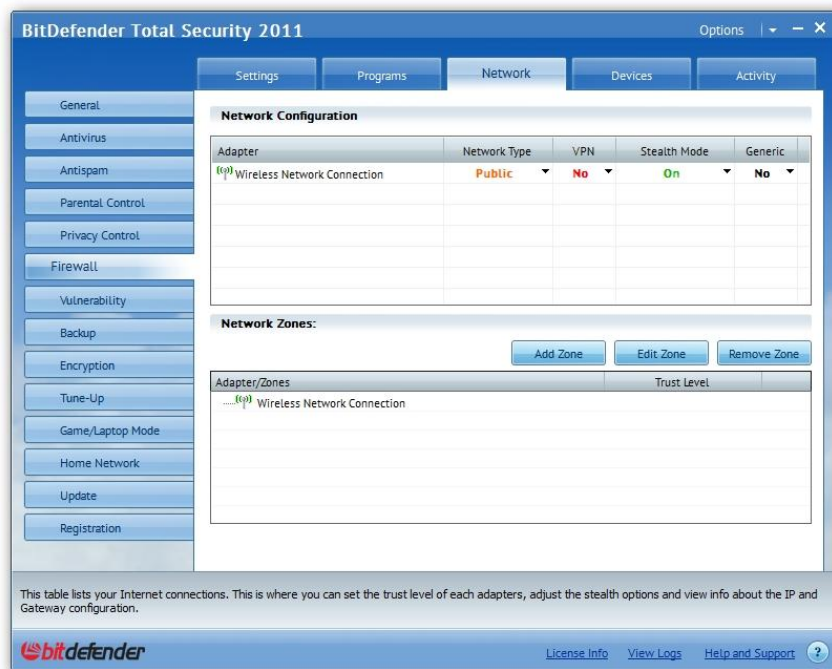 BitDefender Total Security 2011
Options
Settings Programs Network Devices Activity
General
Antivirus
Antispam
Parental Control
Privacy Control
Firewall
Vulnerability
Backup
Encryption
Tune-Up
Game/Laptop Mode
Home Network
Update
Registration
Network Configuration
Adapter Network Type VPN Stealth Mode Generic
Wireless Network Connection Public No On No
Network Zones:
Add Zone Edit Zone Remove Zone
Adapter/Zones Trust Level
Wireless Network Connection
This table lists your Internet connections. This is where you can set the trust level of each adapters, adjust the stealth options and view info about the IP and
Gateway configuration.
bitdefender
License Info View Logs Help and Support ?